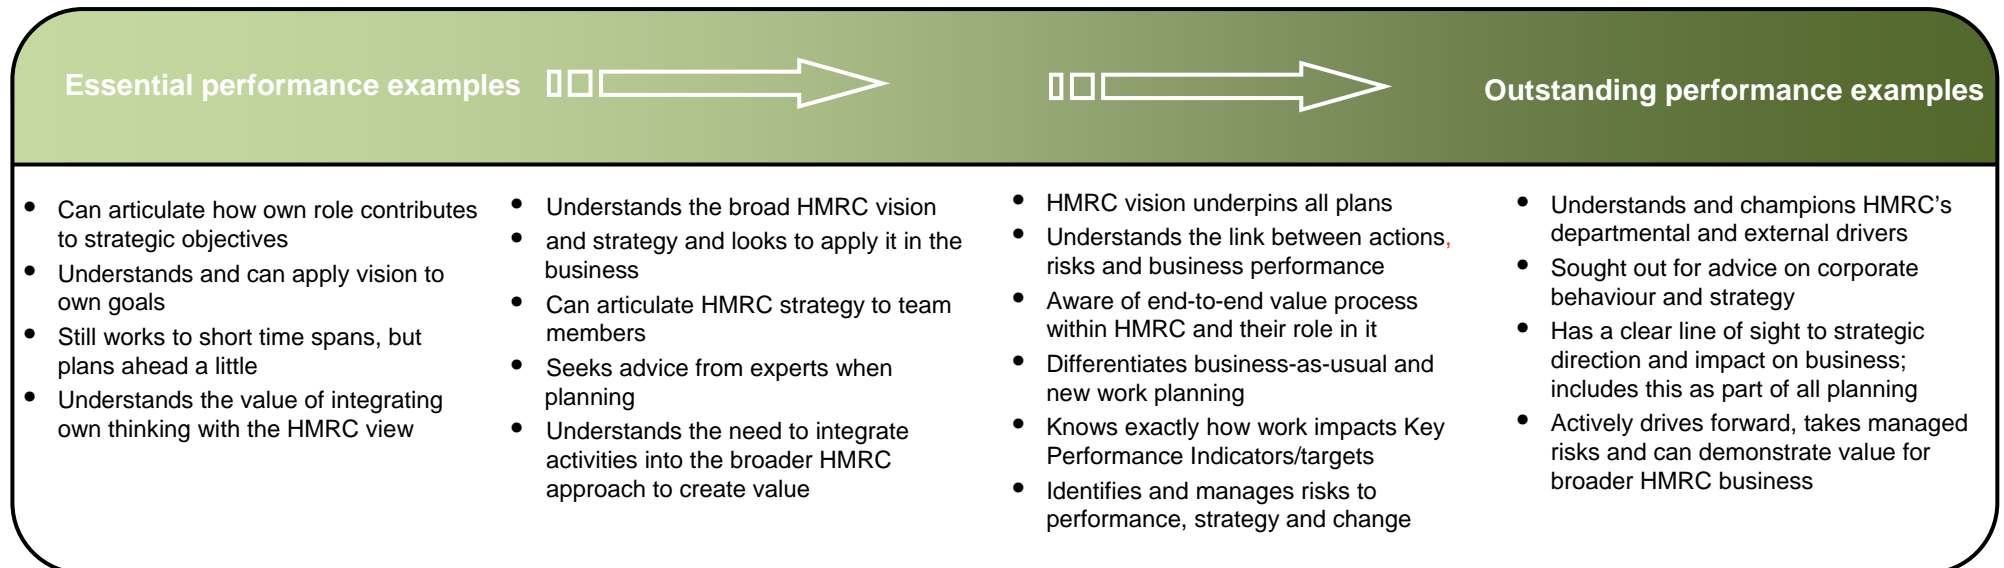 Essential performance examples
Outstanding performance examples
• Can articulate how own role contributes
to strategic objectives
• Understands and can apply vision to
own goals
• Still works to short time spans, but
plans ahead a little
• Understands the value of integrating
own thinking with the HMRC view
• Understands the broad HMRC vision
• and strategy and looks to apply it in the
business
• Can articulate HMRC strategy to team
members
• Seeks advice from experts when
planning
• Understands the need to integrate
activities into the broader HMRC
approach to create value
• HMRC vision underpins all plans
• Understands the link between actions,
risks and business performance
• Aware of end-to-end value process
within HMRC and their role in it
• Differentiates business-as-usual and
new work planning
• Knows exactly how work impacts Key
Performance Indicators/targets
• Identifies and manages risks to
performance, strategy and change
• Understands and champions HMRC's
departmental and external drivers
• Sought out for advice on corporate
behaviour and strategy
• Has a clear line of sight to strategic
direction and impact on business;
includes this as part of all planning
• Actively drives forward, takes managed
risks and can demonstrate value for
broader HMRC business